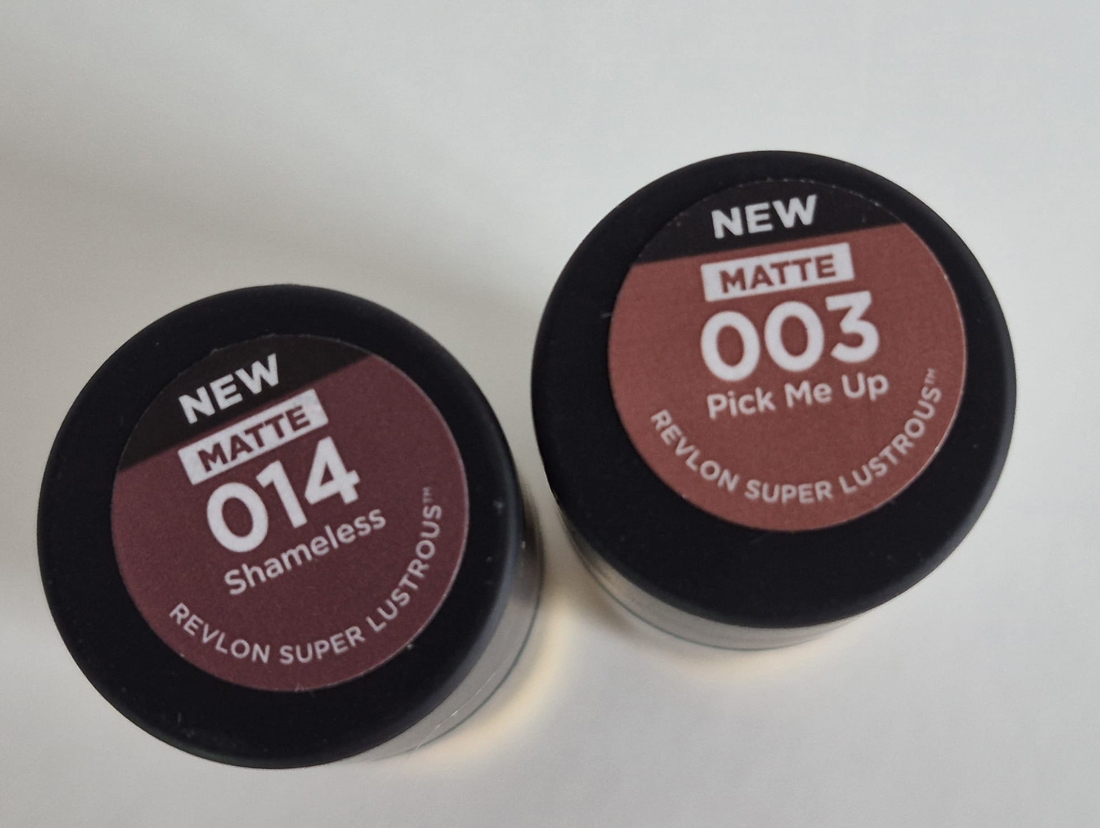 NEW
MATTE
014
Shameless
REVLON SUPER LUSTROUS™
NEW
MATTE
003
Pick Me Up
REVLON SUPER LUSTROUS™